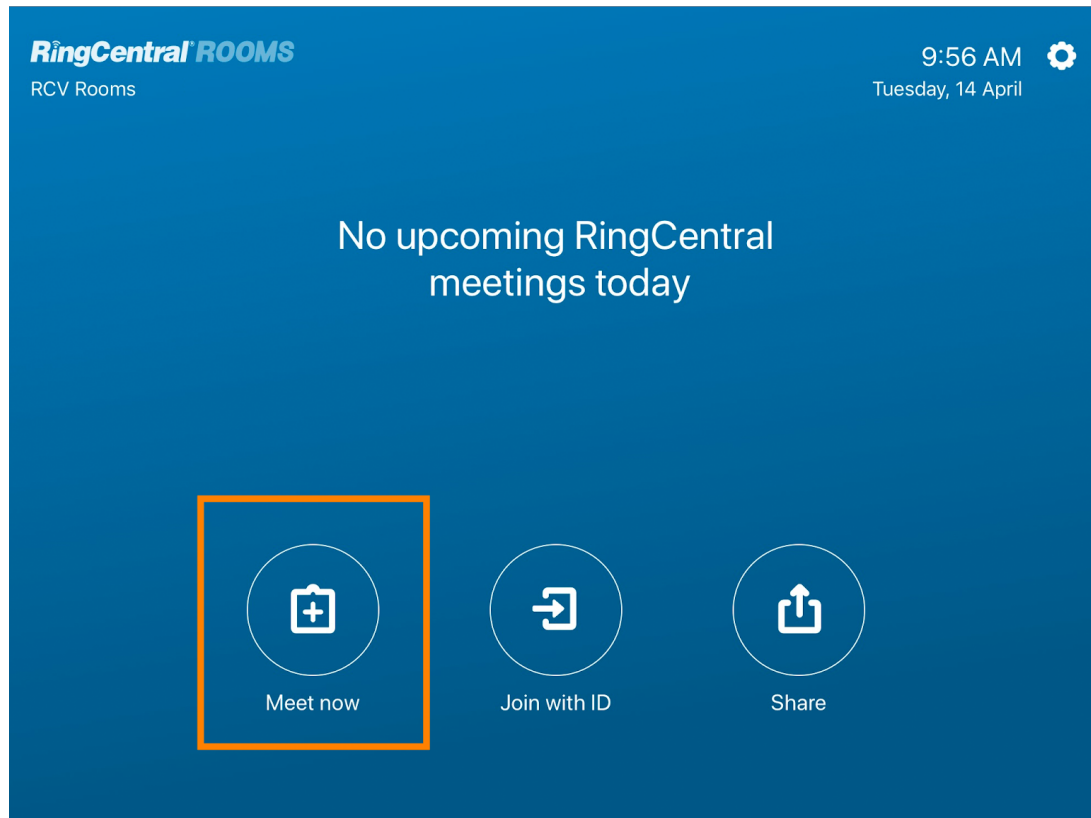 RingCentral® ROOMS
RCV Rooms
9:56 AM
Tuesday, 14 April
No upcoming RingCentral
meetings today
Meet now
Join with ID
Share